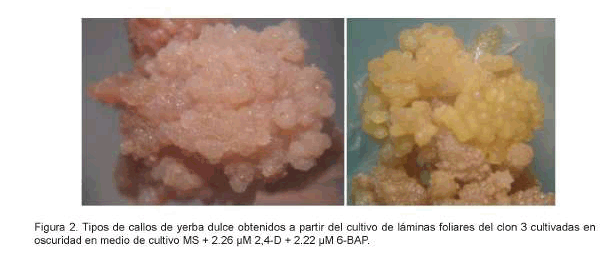 Figura 2. Tipos de callos de yerba dulce obtenidos a partir del cultivo de láminas foliares del clon 3 cultivadas en
oscuridad en medio de cultivo MS + 2.26 µM 2,4-D + 2.22 µM 6-BAP.